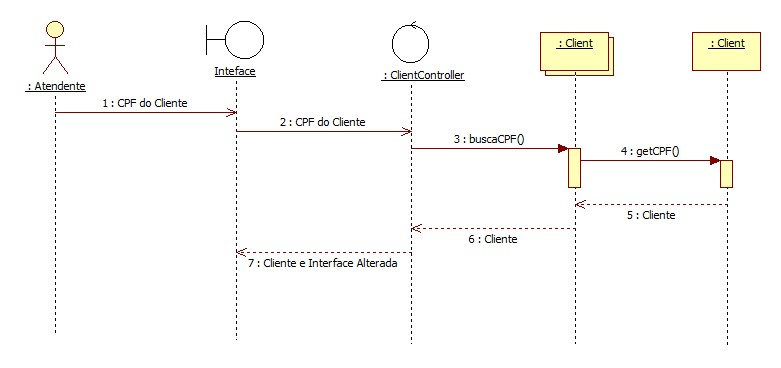 : Client
: Client
Inteface
: ClientController
: Atendente
1 : CPF do Cliente
2 : CPF do Cliente
3 : buscaCPF()
4 : getCPF()
5 : Cliente
6 : Cliente
7 : Cliente e Interface Alterada